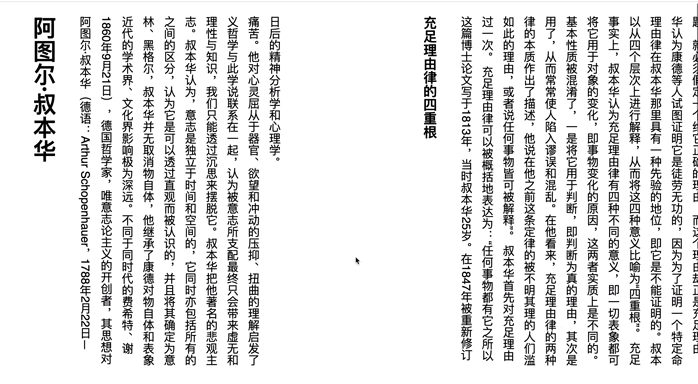 阿图尔·叔本华
阿图尔·叔本华（德语：Arthur Schopenhauer，1788年2月22日—
1860年9月21日），德国哲学家，唯意志论主义的开创者，其思想对
近代的学术界、文化界影响极为深远。不同于同时代的费希特、谢
林、黑格尔，叔本华并无取消物自体，他继承了康德对物自体和表象
之间的区分，认为它是可以透过直观而被认识的，并且将其确定为意
志。叔本华认为，意志是独立于时间和空间的，它同时亦包括所有的
理性与知识，我们只能透过沉思来摆脱它。叔本华把他著名的悲观主
义哲学与此学说联系在一起，认为被意志所支配最终只会带来虚无和
痛苦。他对心灵屈从于器官、欲望和冲动的压抑、扭曲的理解启发了
日后的精神分析学和心理学。
充足理由律的四重根
这篇博士论文写于1813年，当时叔本华25岁。在1847年被重新修订
过一次。 充足理由律可以被概括地表达为：“任何事物都有它之所以
如此的理由，或者说任何事物皆可被解释”。 叔本华首先对充足理由
律的本质作出了描述，他说在他之前这条定律的被不明其理的人们滥
用了，从而常常使人陷入谬误和混乱。在他看来，充足理由律的两种
基本性质被混淆了，一是将它用于判断，即判断为真的理由，其次是
将它用于对象的变化，即事物变化的原因，这两者实质上是不同的。
事实上，叔本华认为充足理由律有四种不同的意义，即一切表象都可
以从四个层次上进行解释，从而将这四种意义比喻为“四重根”。 充足
理由律在叔本华那里具有一种先验的地位，即它是不能证明的。叔本
华认为康德等人试图证明它是徒劳无功的，因为为了证明一个特定命